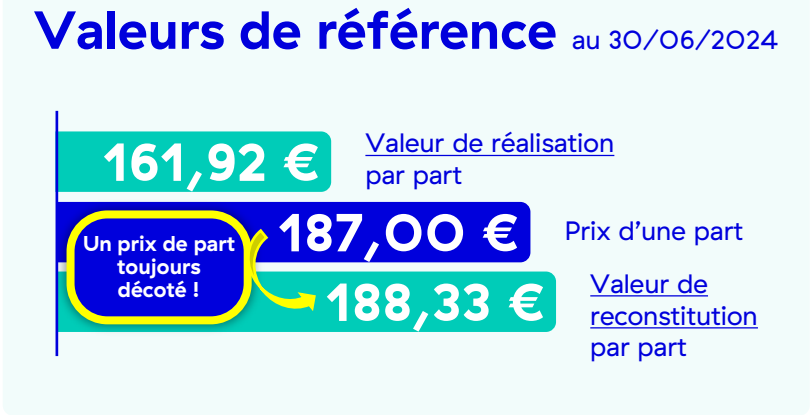 Valeurs de référence au 30/06/2024
161,92 €
Valeur de réalisation
par part
187,00 €
Prix d’une part
Un prix de part
toujours
décoté !
188,33 €
Valeur de
reconstitution
par part